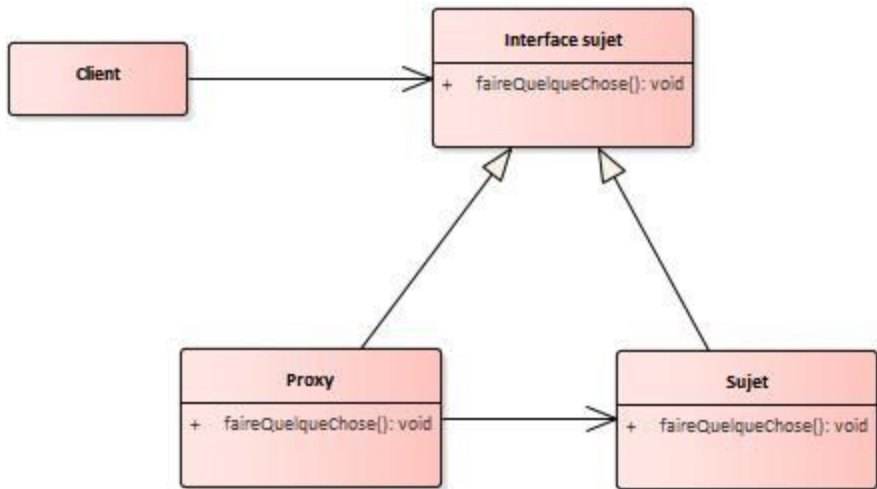 Interface sujet
Client
+ faireQuelqueChose(): void
Proxy
+ faireQuelqueChose(): void
Sujet
+ faireQuelqueChose(): void